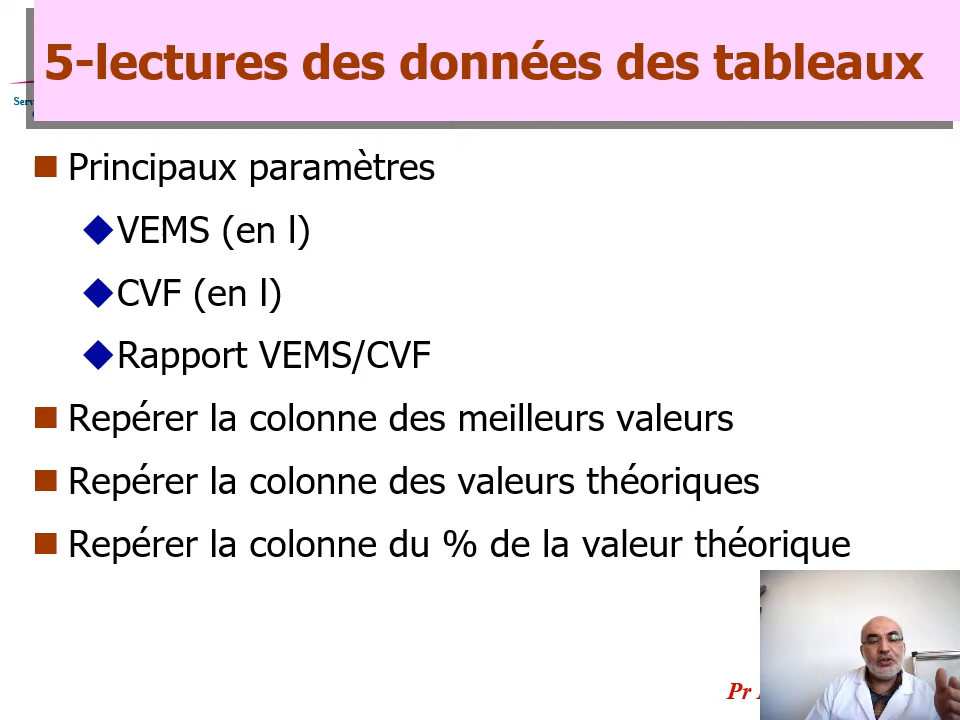 5-lectures des données des tableaux
Principaux paramètres
VEMS (en l)
CVF (en l)
Rapport VEMS/CVF
Repérer la colonne des meilleurs valeurs
Repérer la colonne des valeurs théoriques
Repérer la colonne du % de la valeur théorique
Pr